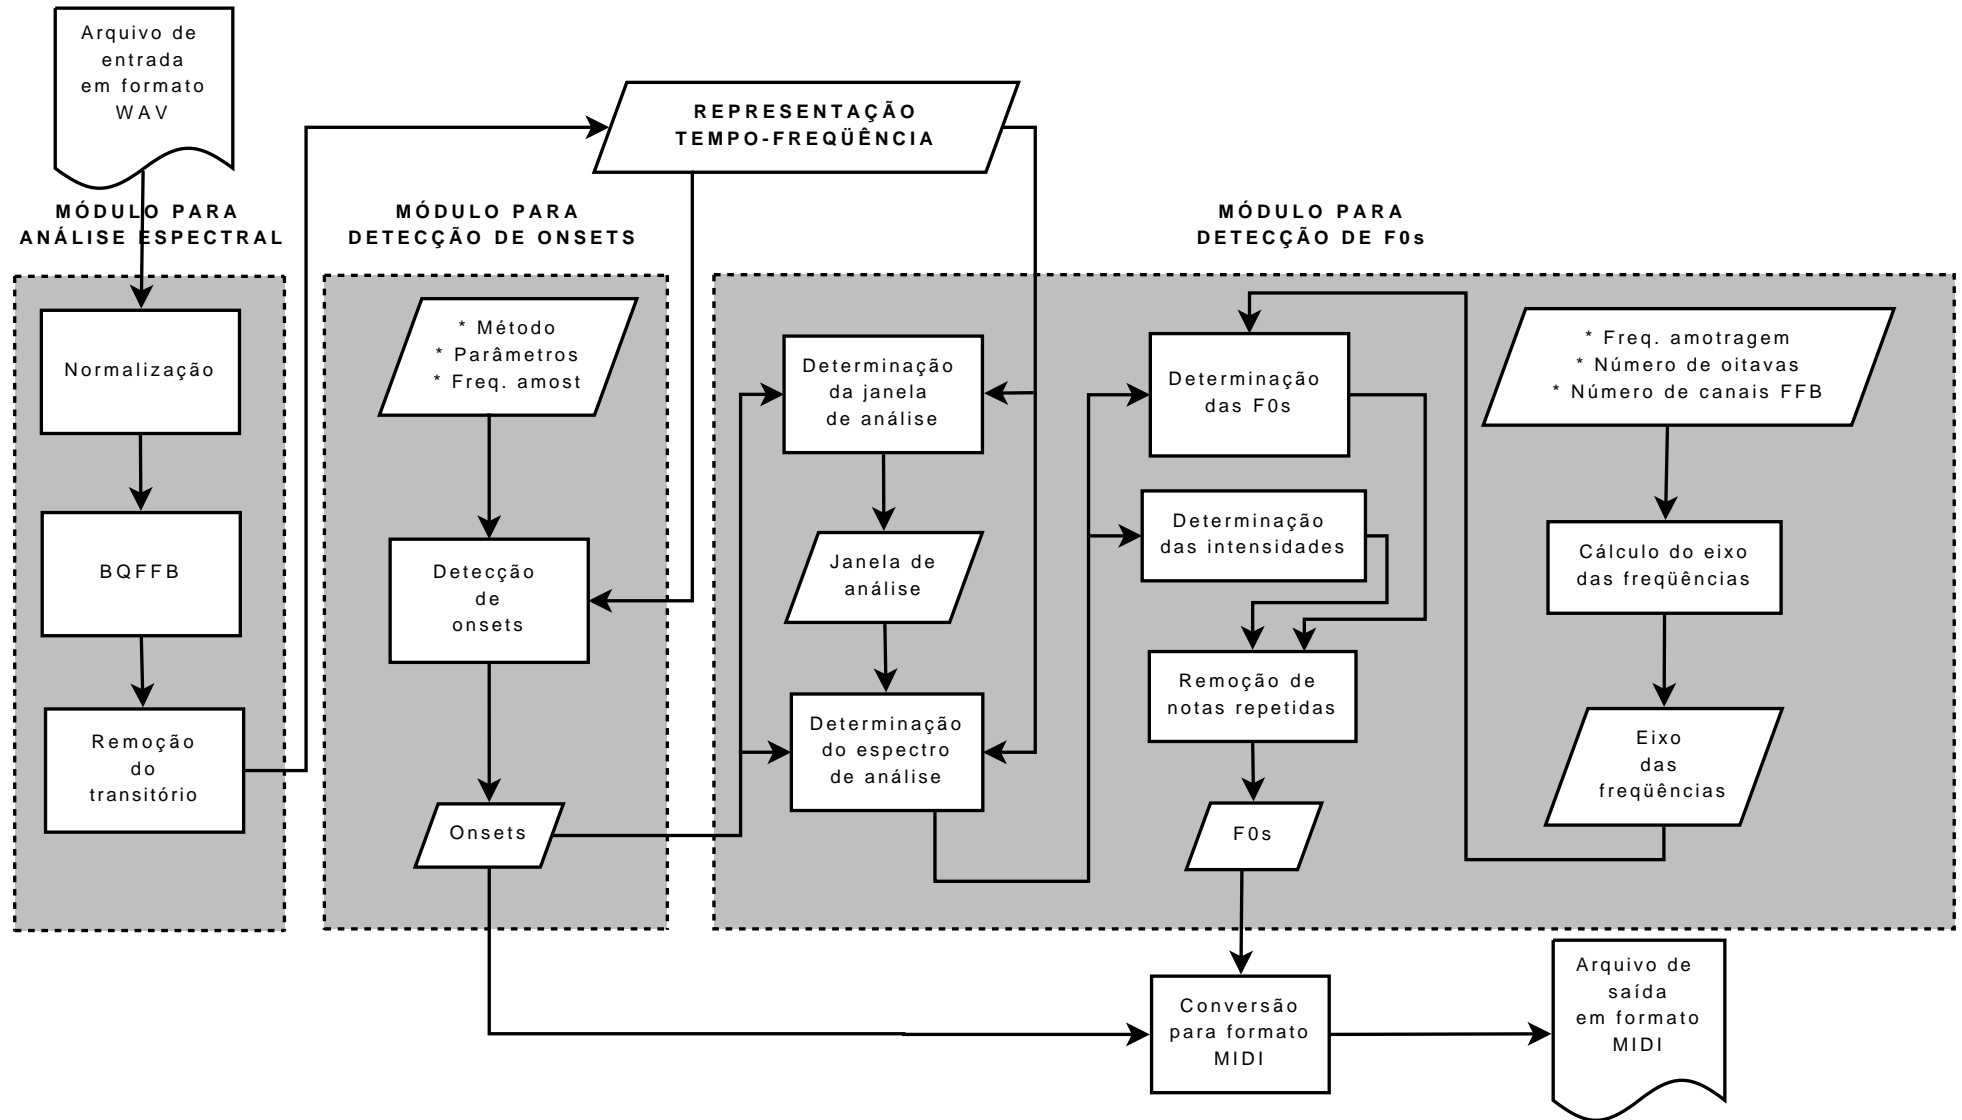 Arquivo de
entrada
em formato
WAV
REPRESENTAÇÃO
TEMPO-FREQÜÊNCIA
MÓDULO PARA
ANÁLISE ESPECTRAL
MÓDULO PARA
DETECÇÃO DE ONSETS
MÓDULO PARA
DETECÇÃO DE F0s
Normalização
BQFFB
Remoção
do
transitório
* Método
* Parâmetros
* Freq. amost
Detecção
de
onsets
Onsets
Determinação
da janela
de análise
Janela de
análise
Determinação
do espectro
de análise
Determinação
das F0s
Determinação
das intensidades
Remoção de
notas repetidas
F0s
* Freq. amotragem
* Número de oitavas
* Número de canais FFB
Cálculo do eixo
das freqüências
Eixo
das
freqüências
Conversão
para formato
MIDI
Arquivo de
saída
em formato
MIDI